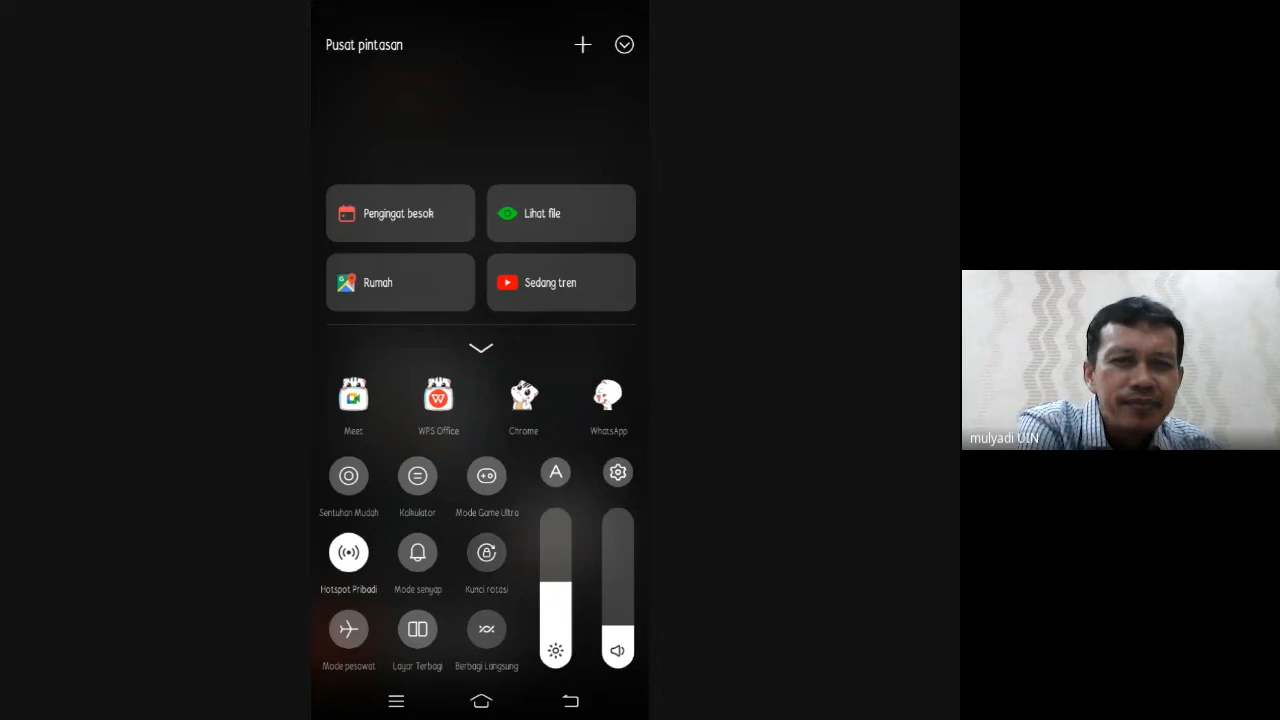 Pusat pintasan
Pengingat besok
Lihat file
Rumah
Sedang tren
Meet
WPS Office
Chrome
WhatsApp
A
Sentuhan Mudah
Kalkulator
Mode Game Ultra
Hotspot Pribadi
Mode senyap
Kunci rotasi
Mode pesawat
Layar Terbagi
Berbagi Langsung
mulyadi UIN